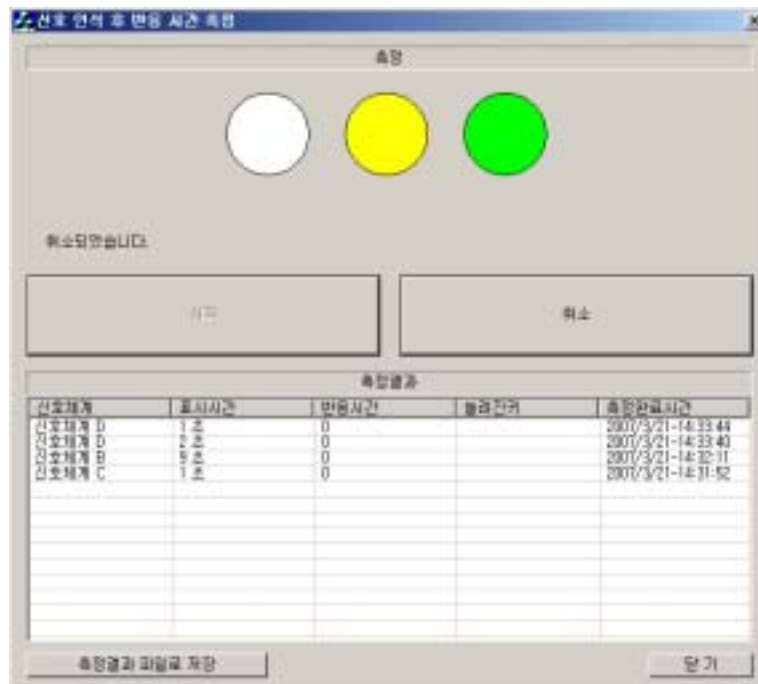 신호 인식 후 반응 시간 측정
측정
취소되었습니다.
시작 취소
측정결과
신호체계 표시시간 반응시간 눌려진키 측정완료시간
신호체계 D 1 초 0 2007/3/21-14:33:44
신호체계 D 2 초 0 2007/3/21-14:33:40
신호체계 B 5 초 0 2007/3/21-14:32:11
신호체계 C 1 초 0 2007/3/21-14:31:52
측정결과 파일로 저장 닫기